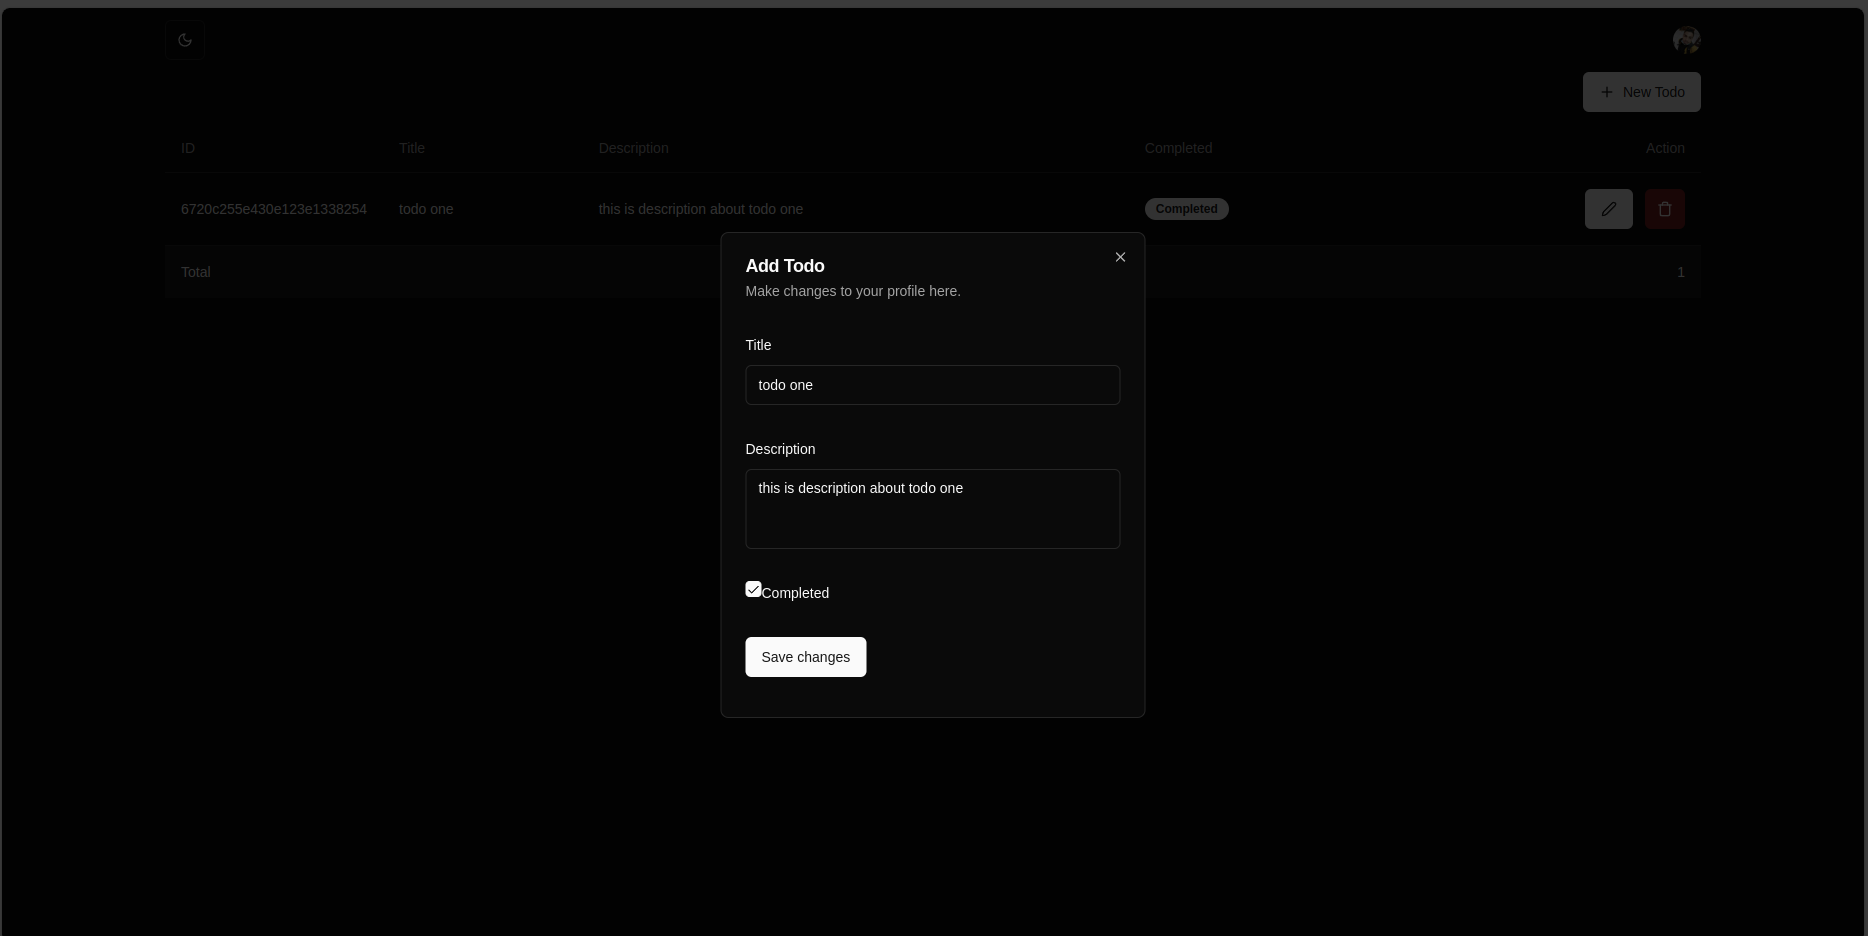 New Todo
ID Title Description Completed Action
6720c255e430e123e1338254 todo one this is description about todo one Completed
Total 1
Add Todo
Make changes to your profile here.
Title
todo one
Description
this is description about todo one
Completed
Save changes